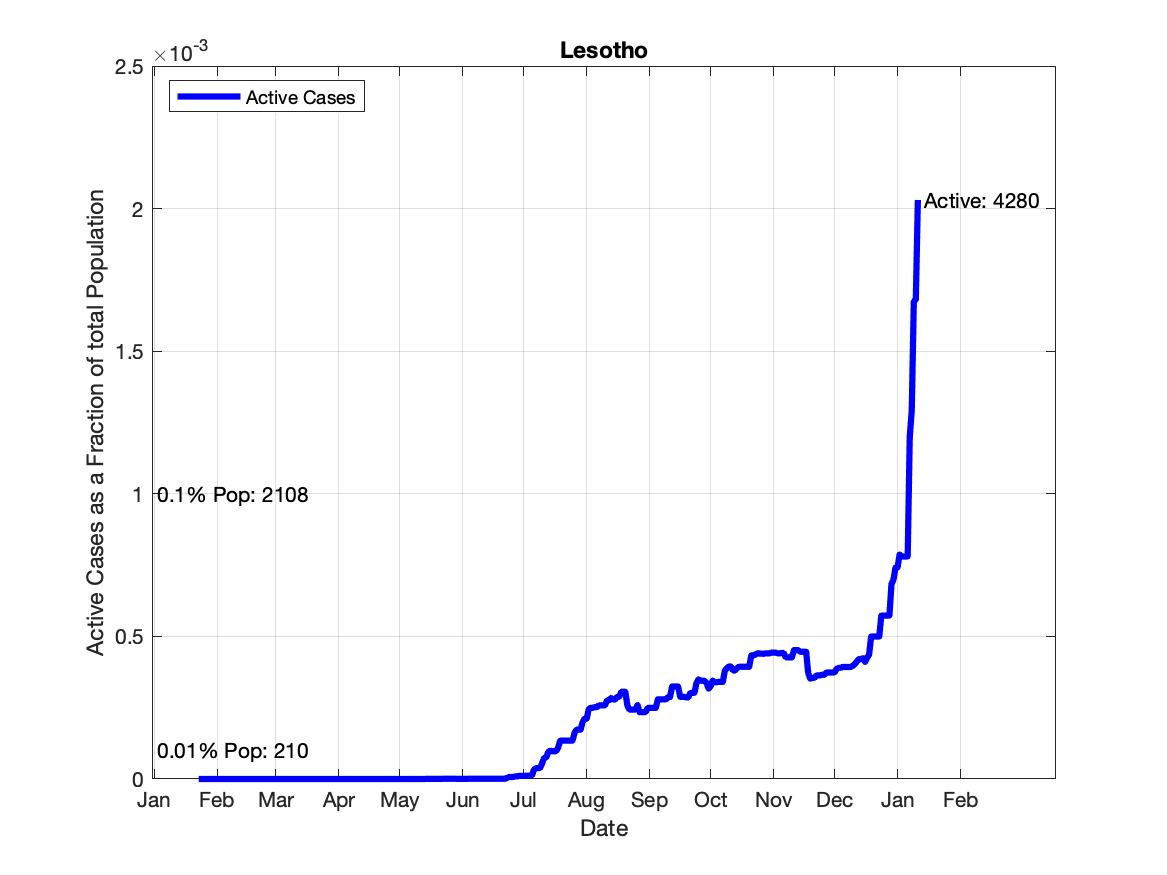 Lesotho
×10-3
2.5
Active Cases
2
Active: 4280
1.5
1
0.1% Pop: 2108
0.5
0.01% Pop: 210
0
Active Cases as a Fraction of total Population
Jan Feb Mar Apr May Jun Jul Aug Sep Oct Nov Dec Jan Feb
Date